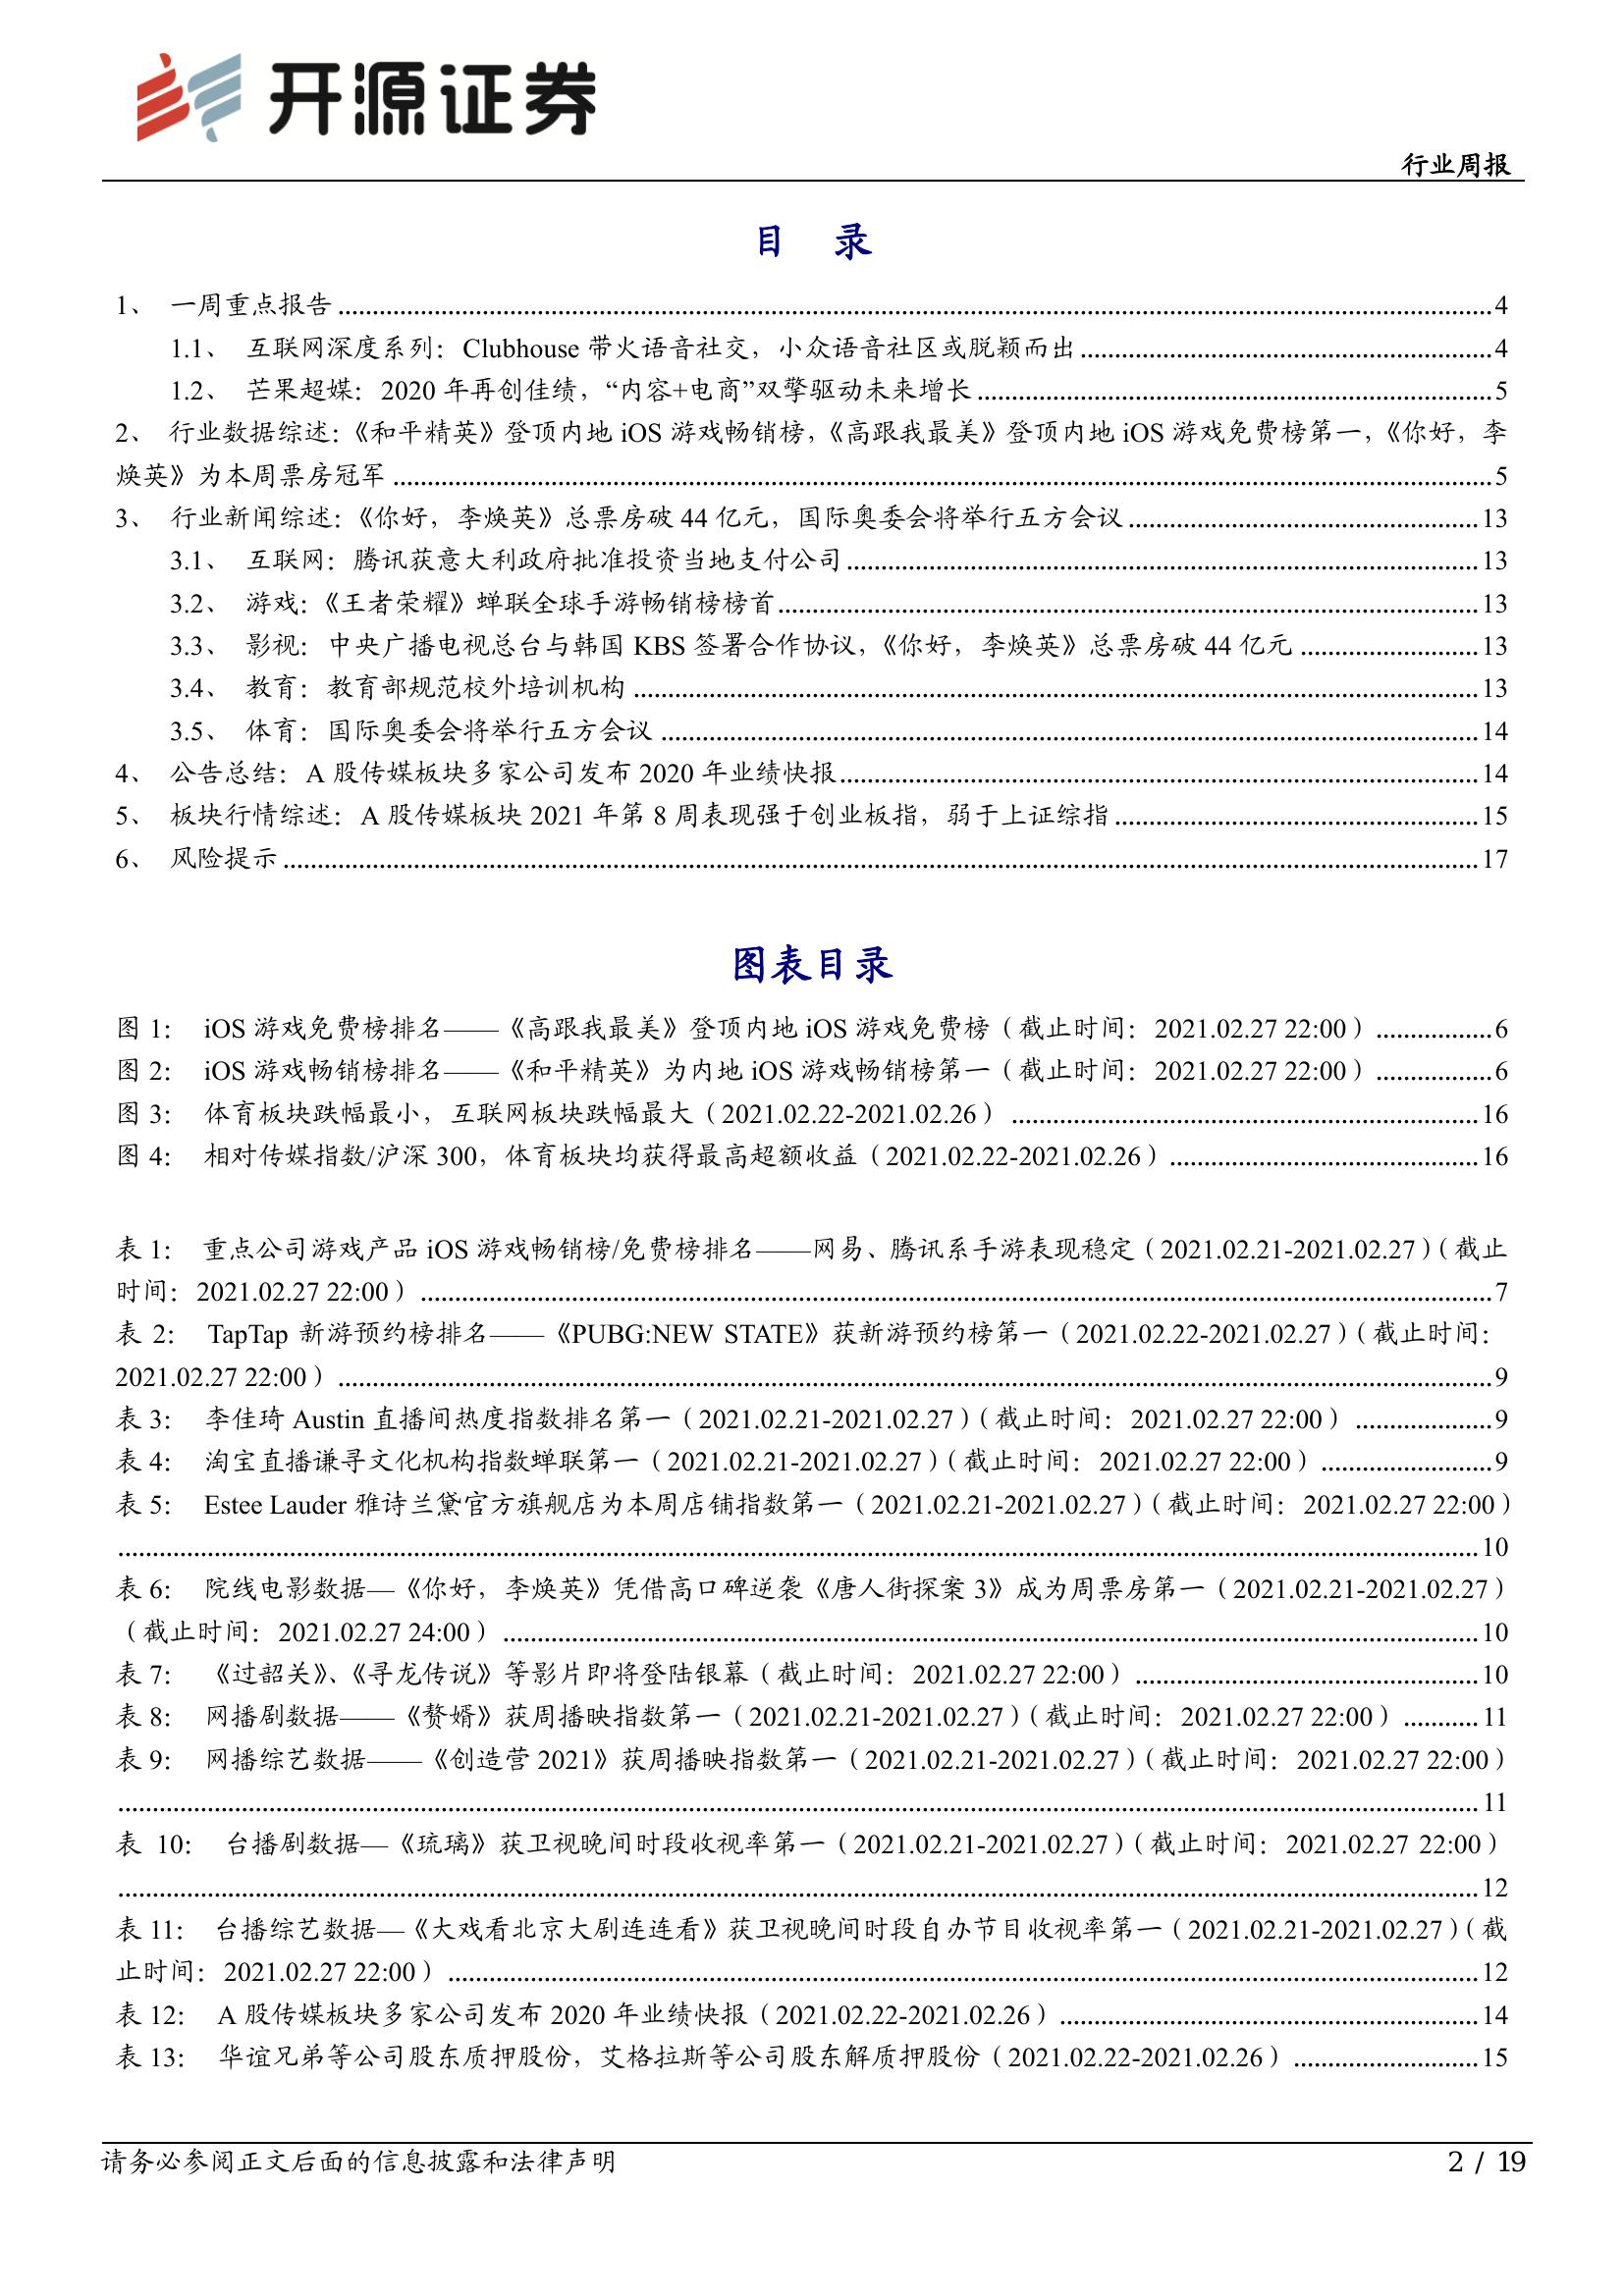 开源证券
行业周报
目 录
1、 一周重点报告 ........ 4
1.1、 互联网深度系列：Clubhouse 带火语音社交，小众语音社区或脱颖而出 ........ 4
1.2、 芒果超媒：2020 年再创佳绩，“内容+电商”双擎驱动未来增长 ........ 5
2、 行业数据综述：《和平精英》登顶内地 iOS 游戏畅销榜，《高跟我最美》登顶内地 iOS 游戏免费榜第一，《你好，李
焕英》为本周票房冠军 ........ 5
3、 行业新闻综述：《你好，李焕英》总票房破 44 亿元，国际奥委会将举行五方会议 ........ 13
3.1、 互联网：腾讯获意大利政府批准投资当地支付公司 ........ 13
3.2、 游戏：《王者荣耀》蝉联全球手游畅销榜榜首 ........ 13
3.3、 影视：中央广播电视总台与韩国 KBS 签署合作协议，《你好，李焕英》总票房破 44 亿元 ........ 13
3.4、 教育：教育部规范校外培训机构 ........ 13
3.5、 体育：国际奥委会将举行五方会议 ........ 14
4、 公告总结：A 股传媒板块多家公司发布 2020 年业绩快报 ........ 14
5、 板块行情综述：A 股传媒板块 2021 年第 8 周表现强于创业板指，弱于上证综指 ........ 15
6、 风险提示 ........ 17
图表目录
图 1： iOS 游戏免费榜排名——《高跟我最美》登顶内地 iOS 游戏免费榜（截止时间：2021.02.27 22:00） ........ 6
图 2： iOS 游戏畅销榜排名——《和平精英》为内地 iOS 游戏畅销榜第一（截止时间：2021.02.27 22:00） ........ 6
图 3： 体育板块跌幅最小，互联网板块跌幅最大（2021.02.22-2021.02.26） ........ 16
图 4： 相对传媒指数/沪深 300，体育板块均获得最高超额收益（2021.02.22-2021.02.26） ........ 16
表 1： 重点公司游戏产品 iOS 游戏畅销榜/免费榜排名——网易、腾讯系手游表现稳定（2021.02.21-2021.02.27）（截止
时间：2021.02.27 22:00） ........ 7
表 2： TapTap 新游预约榜排名——《PUBG:NEW STATE》获新游预约榜第一（2021.02.22-2021.02.27）（截止时间：
2021.02.27 22:00） ........ 9
表 3： 李佳琦 Austin 直播间热度指数排名第一（2021.02.21-2021.02.27）（截止时间：2021.02.27 22:00） ........ 9
表 4： 淘宝直播谦寻文化机构指数蝉联第一（2021.02.21-2021.02.27）（截止时间：2021.02.27 22:00） ........ 9
表 5： Estee Lauder 雅诗兰黛官方旗舰店为本周店铺指数第一（2021.02.21-2021.02.27）（截止时间：2021.02.27 22:00）
........ 10
表 6： 院线电影数据—《你好，李焕英》凭借高口碑逆袭《唐人街探案 3》成为周票房第一（2021.02.21-2021.02.27）
（截止时间：2021.02.27 24:00） ........ 10
表 7： 《过韶关》、《寻龙传说》等影片即将登陆银幕（截止时间：2021.02.27 22:00） ........ 10
表 8： 网播剧数据——《赘婿》获周播映指数第一（2021.02.21-2021.02.27）（截止时间：2021.02.27 22:00） ........ 11
表 9： 网播综艺数据——《创造营 2021》获周播映指数第一（2021.02.21-2021.02.27）（截止时间：2021.02.27 22:00）
........ 11
表 10： 台播剧数据—《琉璃》获卫视晚间时段收视率第一（2021.02.21-2021.02.27）（截止时间：2021.02.27 22:00）
........ 12
表 11： 台播综艺数据—《大戏看北京大剧连连看》获卫视晚间时段自办节目收视率第一（2021.02.21-2021.02.27）（截
止时间：2021.02.27 22:00） ........ 12
表 12： A 股传媒板块多家公司发布 2020 年业绩快报（2021.02.22-2021.02.26） ........ 14
表 13： 华谊兄弟等公司股东质押股份，艾格拉斯等公司股东解质押股份（2021.02.22-2021.02.26） ........ 15
请务必参阅正文后面的信息披露和法律声明
2 / 19